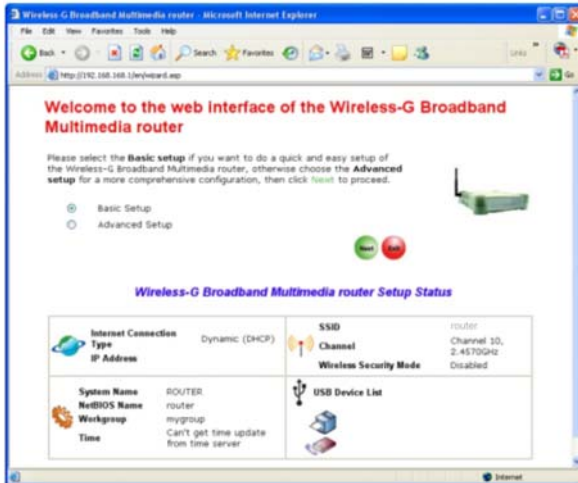 Wireless-G Broadband Multimedia router - Microsoft Internet Explorer
File Edit View Favorites Tools Help
Back Search Favorites Links
Address http://192.168.168.1/en/wizard.asp Go
Welcome to the web interface of the Wireless-G Broadband
Multimedia router
Please select the Basic setup if you want to do a quick and easy setup of
the Wireless-G Broadband Multimedia router, otherwise choose the Advanced
setup for a more comprehensive configuration, then click Next to proceed.
Basic Setup
Advanced Setup
Next Exit
Wireless-G Broadband Multimedia router Setup Status
Internet Connection
Type Dynamic (DHCP)
IP Address
SSID router
Channel Channel 10,
2.4570GHz
Wireless Security Mode Disabled
System Name ROUTER
NetBIOS Name router
Workgroup mygroup
Time Can't get time update
from time server
USB Device List
Internet